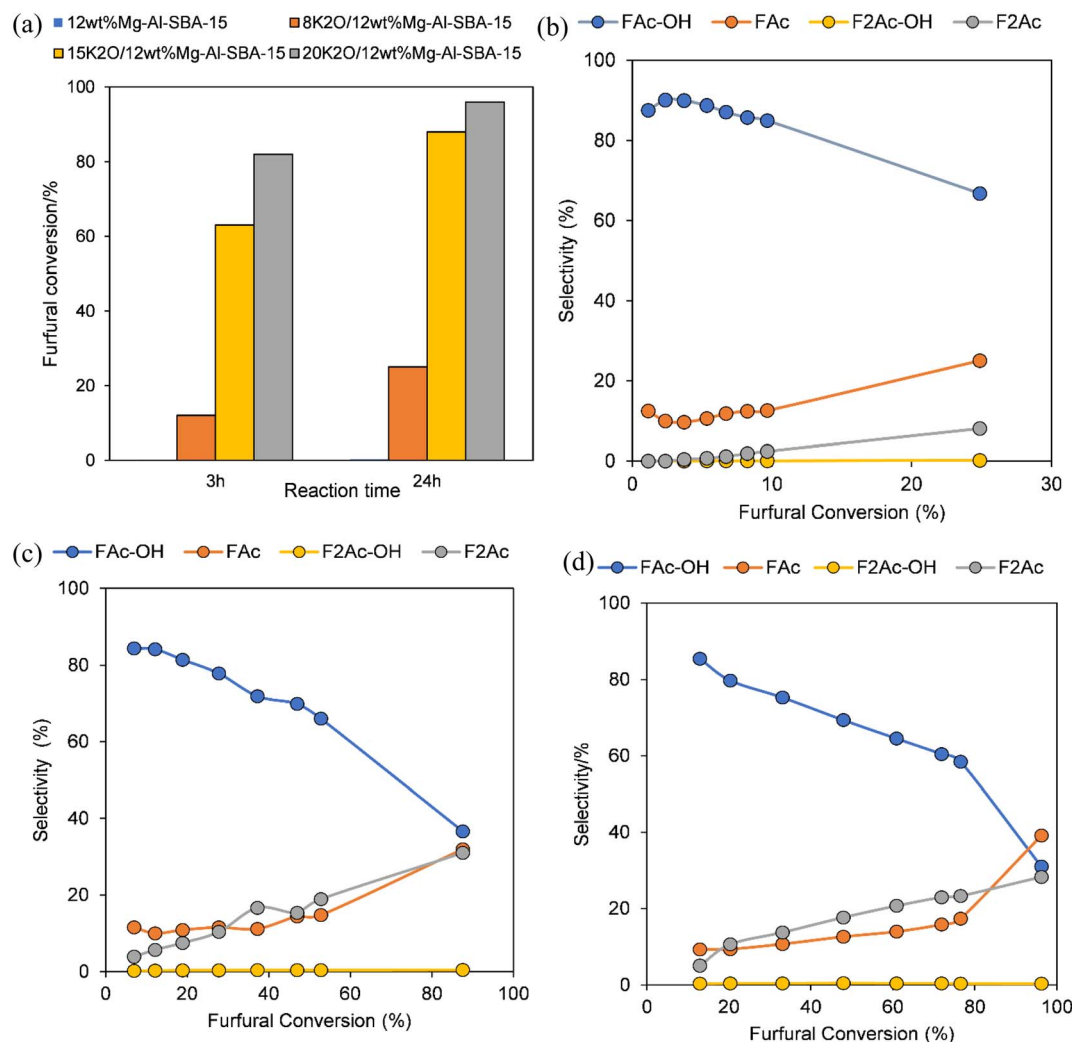 (a)
12wt%Mg-Al-SBA-15 8K2O/12wt%Mg-Al-SBA-15
15K2O/12wt%Mg-Al-SBA-15 20K2O/12wt%Mg-Al-SBA-15
Furfural conversion/%
100
80
60
40
20
0
3h 24h
Reaction time
(b)
FAc-OH FAc F2Ac-OH F2Ac
Selectivity (%)
100
80
60
40
20
0
0 10 20 30
Furfural Conversion (%)
(c)
FAc-OH FAc F2Ac-OH F2Ac
Selectivity (%)
100
80
60
40
20
0
0 20 40 60 80 100
Furfural Conversion (%)
(d)
FAc-OH FAc F2Ac-OH F2Ac
Selectivity/%
100
80
60
40
20
0
0 20 40 60 80 100
Furfural Conversion (%)